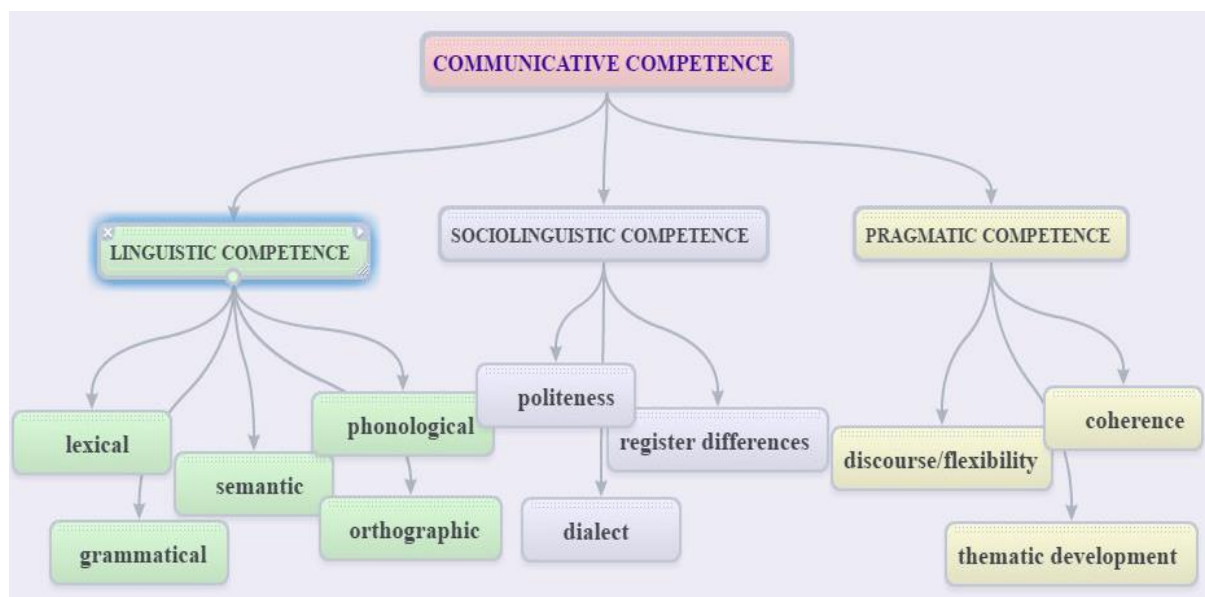 COMMUNICATIVE COMPETENCE
LINGUISTIC COMPETENCE
SOCIOLINGUISTIC COMPETENCE
PRAGMATIC COMPETENCE
lexical
grammatical
semantic
phonological
orthographic
politeness
register differences
dialect
discourse/flexibility
coherence
thematic development